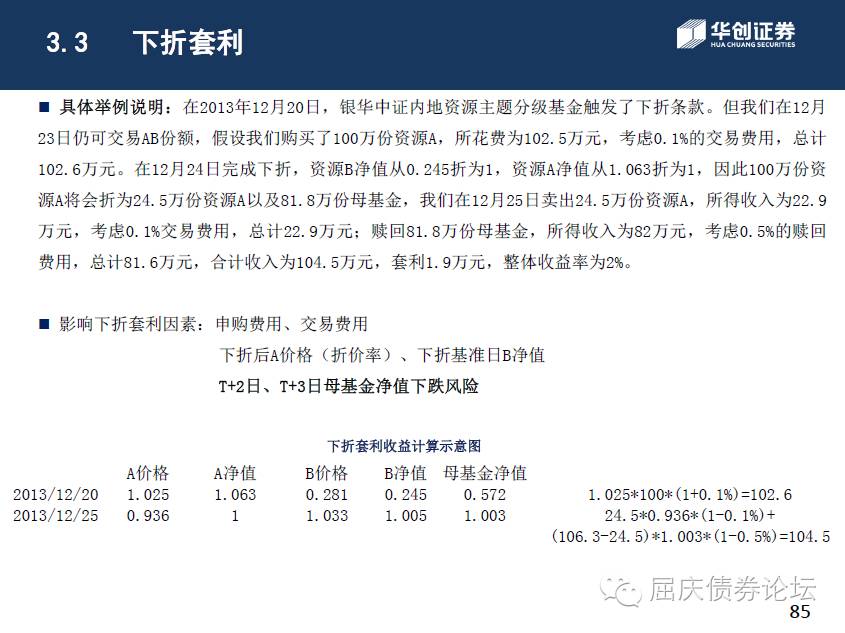 3.3 下折套利
华创证券
HUA CHUANG SECURITIES
■ 具体举例说明：在2013年12月20日，银华中证内地资源主题分级基金触发了下折条款。但我们在12月
23日仍可交易AB份额，假设我们购买了100万份资源A，所花费为102.5万元，考虑0.1%的交易费用，总计
102.6万元。在12月24日完成下折，资源B净值从0.245折为1，资源A净值从1.063折为1，因此100万份资
源A将会折为24.5万份资源A以及81.8万份母基金，我们在12月25日卖出24.5万份资源A，所得收入为22.9
万元，考虑0.1%交易费用，总计22.9万元；赎回81.8万份母基金，所得收入为82万元，考虑0.5%的赎回
费用，总计81.6万元，合计收入为104.5万元，套利1.9万元，整体收益率为2%。
■ 影响下折套利因素：申购费用、交易费用
下折后A价格（折价率）、下折基准日B净值
T+2日、T+3日母基金净值下跌风险
下折套利收益计算示意图
A价格 A净值 B价格 B净值 母基金净值
2013/12/20 1.025 1.063 0.281 0.245 0.572 1.025*100*(1+0.1%)=102.6
2013/12/25 0.936 1 1.033 1.005 1.003 24.5*0.936*(1-0.1%)+
(106.3-24.5)*1.003*(1-0.5%)=104.5
屈庆债券论坛
85